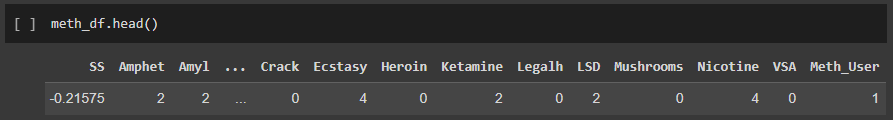 [ ] meth_df.head()
SS Amphet Amyl ... Crack Ecstasy Heroin Ketamine Legalh LSD Mushrooms Nicotine VSA Meth_User
-0.21575 2 2 ... 0 4 0 2 0 2 0 4 0 1